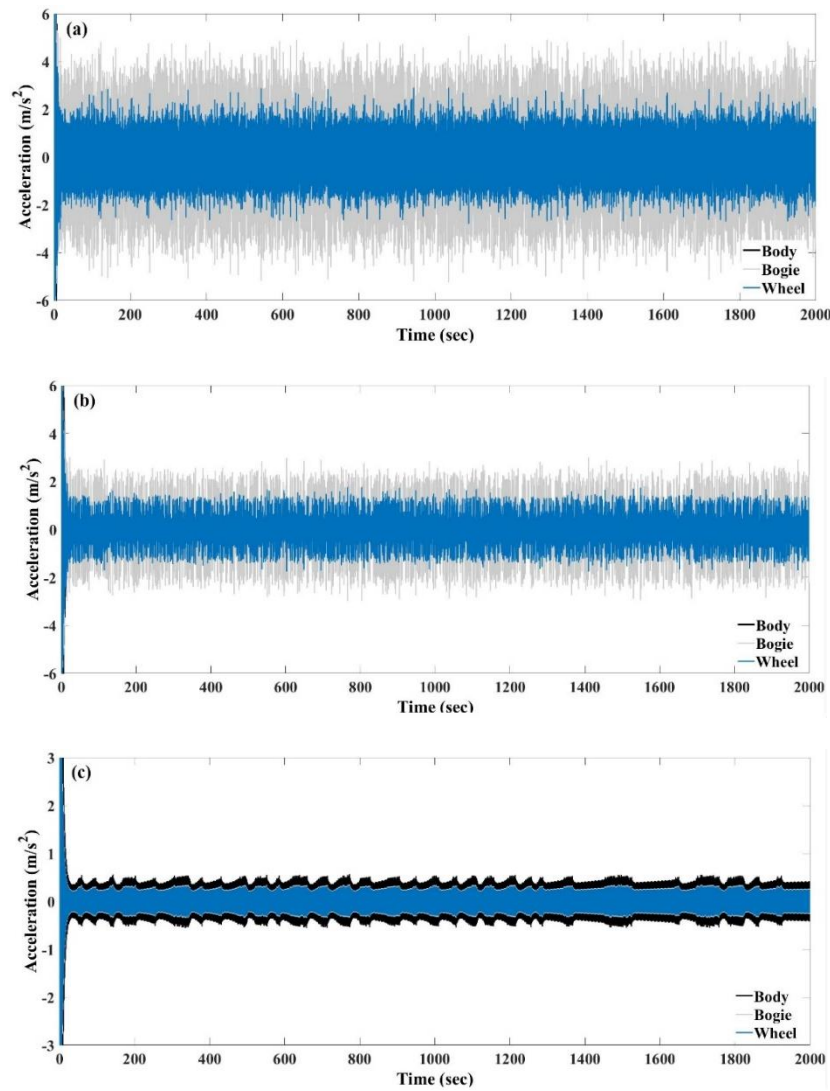 (a)
6
4
2
0
-2
-4
-6
Acceleration (m/s²)
Body
Bogie
Wheel
0 200 400 600 800 1000 1200 1400 1600 1800 2000
Time (sec)
(b)
6
4
2
0
-2
-4
-6
Acceleration (m/s²)
Body
Bogie
Wheel
0 200 400 600 800 1000 1200 1400 1600 1800 2000
Time (sec)
(c)
3
2
1
0
-1
-2
-3
Acceleration (m/s²)
Body
Bogie
Wheel
0 200 400 600 800 1000 1200 1400 1600 1800 2000
Time (sec)